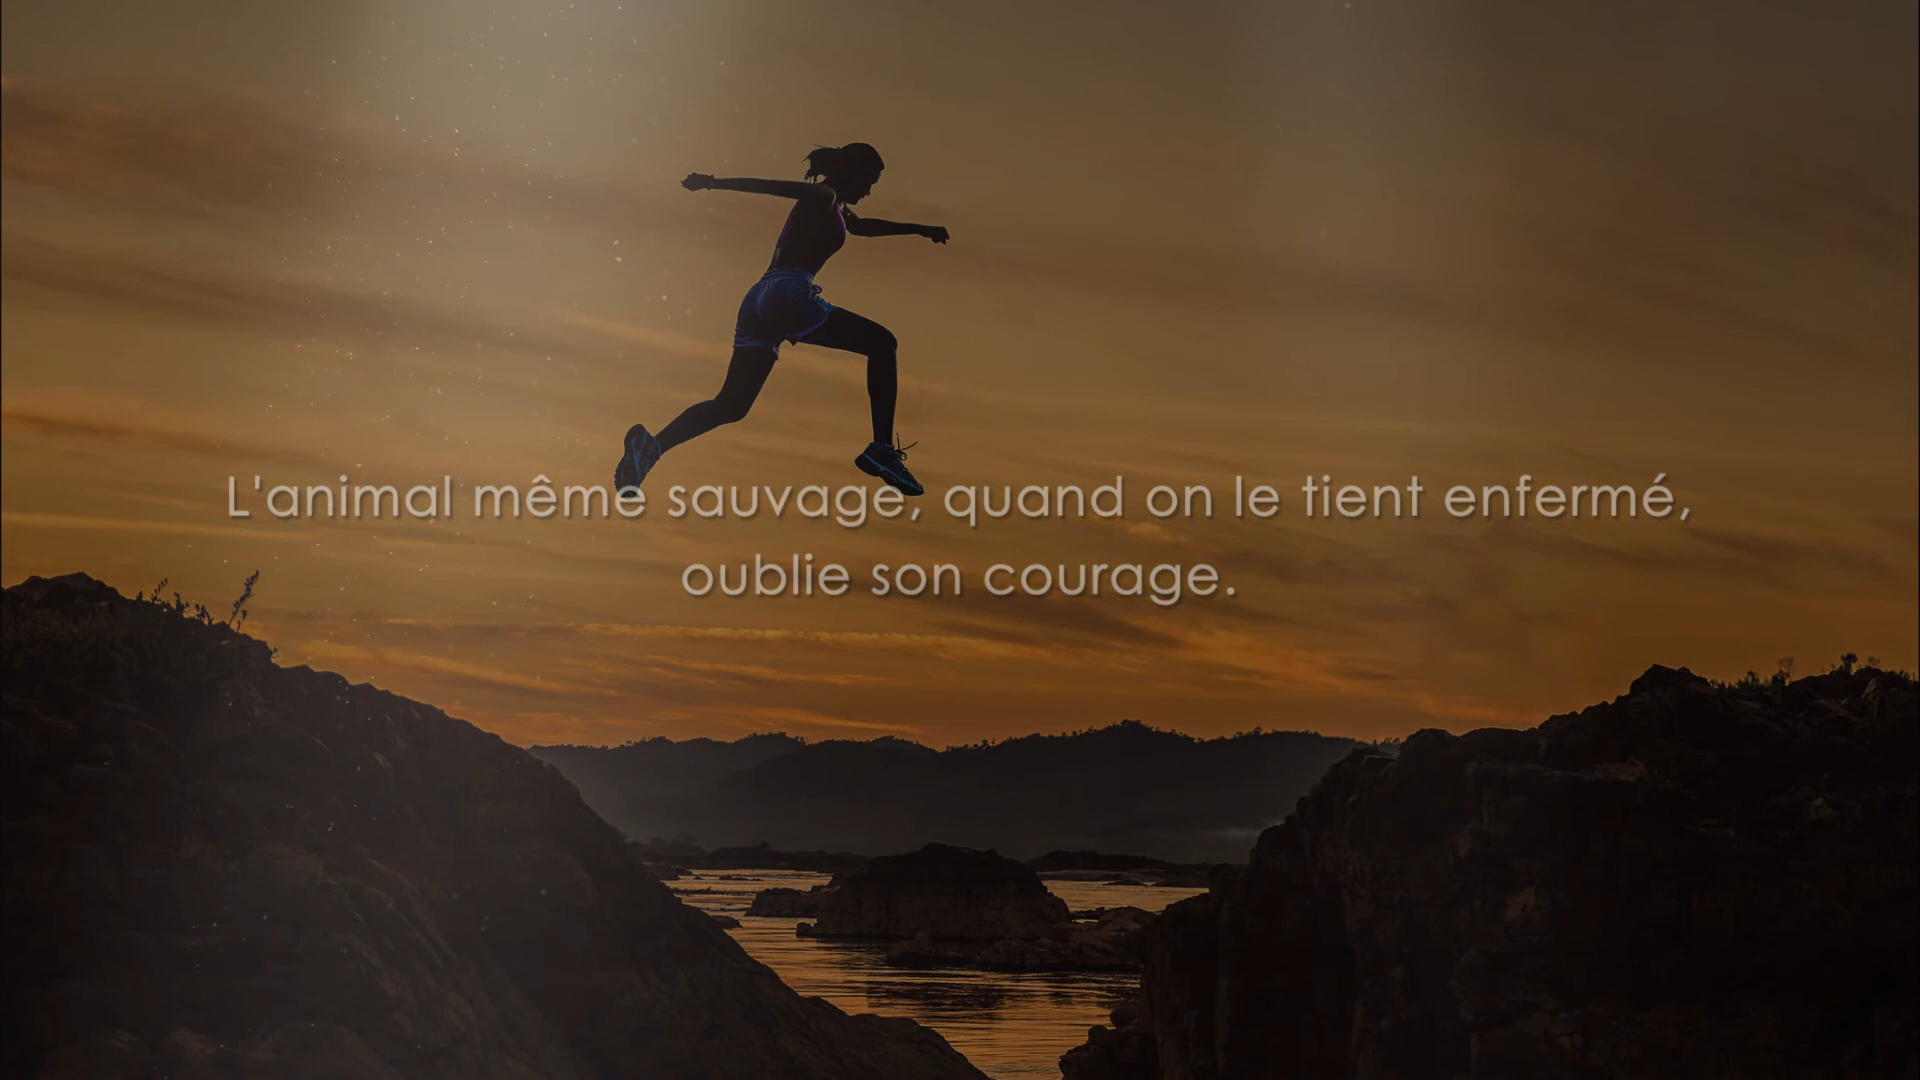 L'animal même sauvage, quand on le tient enfermé,
oublie son courage.